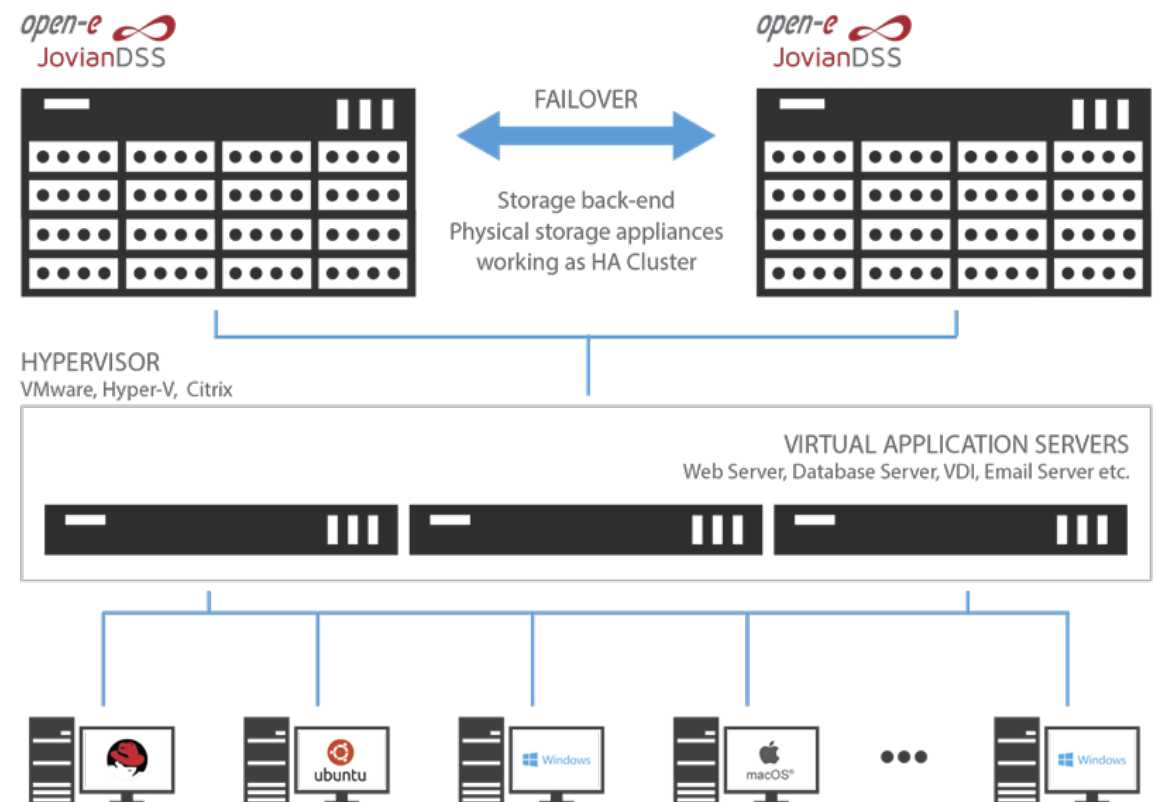 open-e
JovianDSS
open-e
JovianDSS
FAILOVER
Storage back-end
Physical storage appliances
working as HA Cluster
HYPERVISOR
VMware, Hyper-V, Citrix
VIRTUAL APPLICATION SERVERS
Web Server, Database Server, VDI, Email Server etc.
ubuntu
Windows
macOS®
Windows